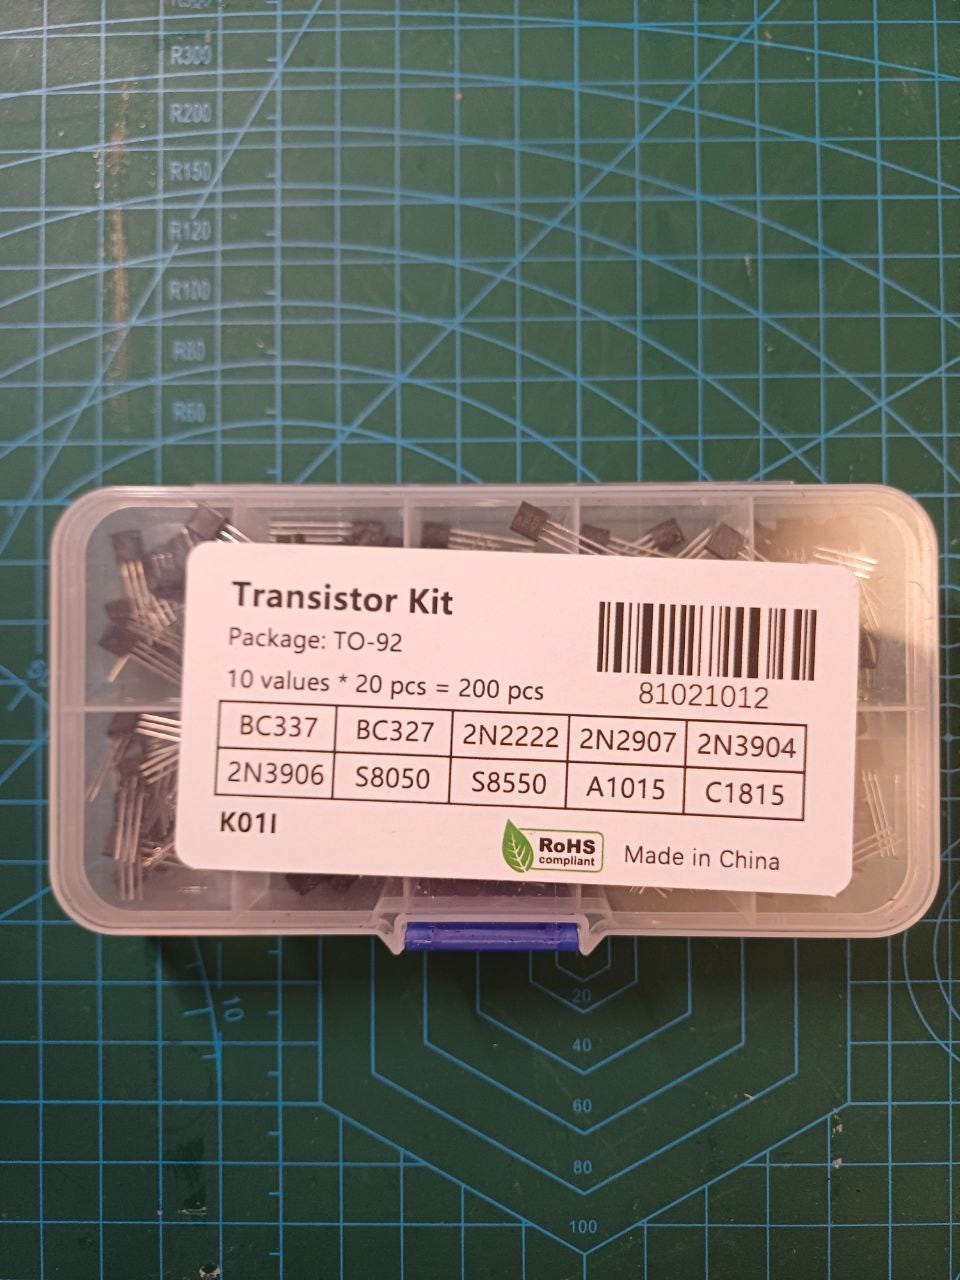 R300
R200
R150
R120
R100
R80
R60
Transistor Kit
Package: TO-92
10 values * 20 pcs = 200 pcs
81021012
BC337 BC327 2N2222 2N2907 2N3904
2N3906 S8050 S8550 A1015 C1815
K01I
RoHS
compliant
Made in China
10
20
40
60
80
100